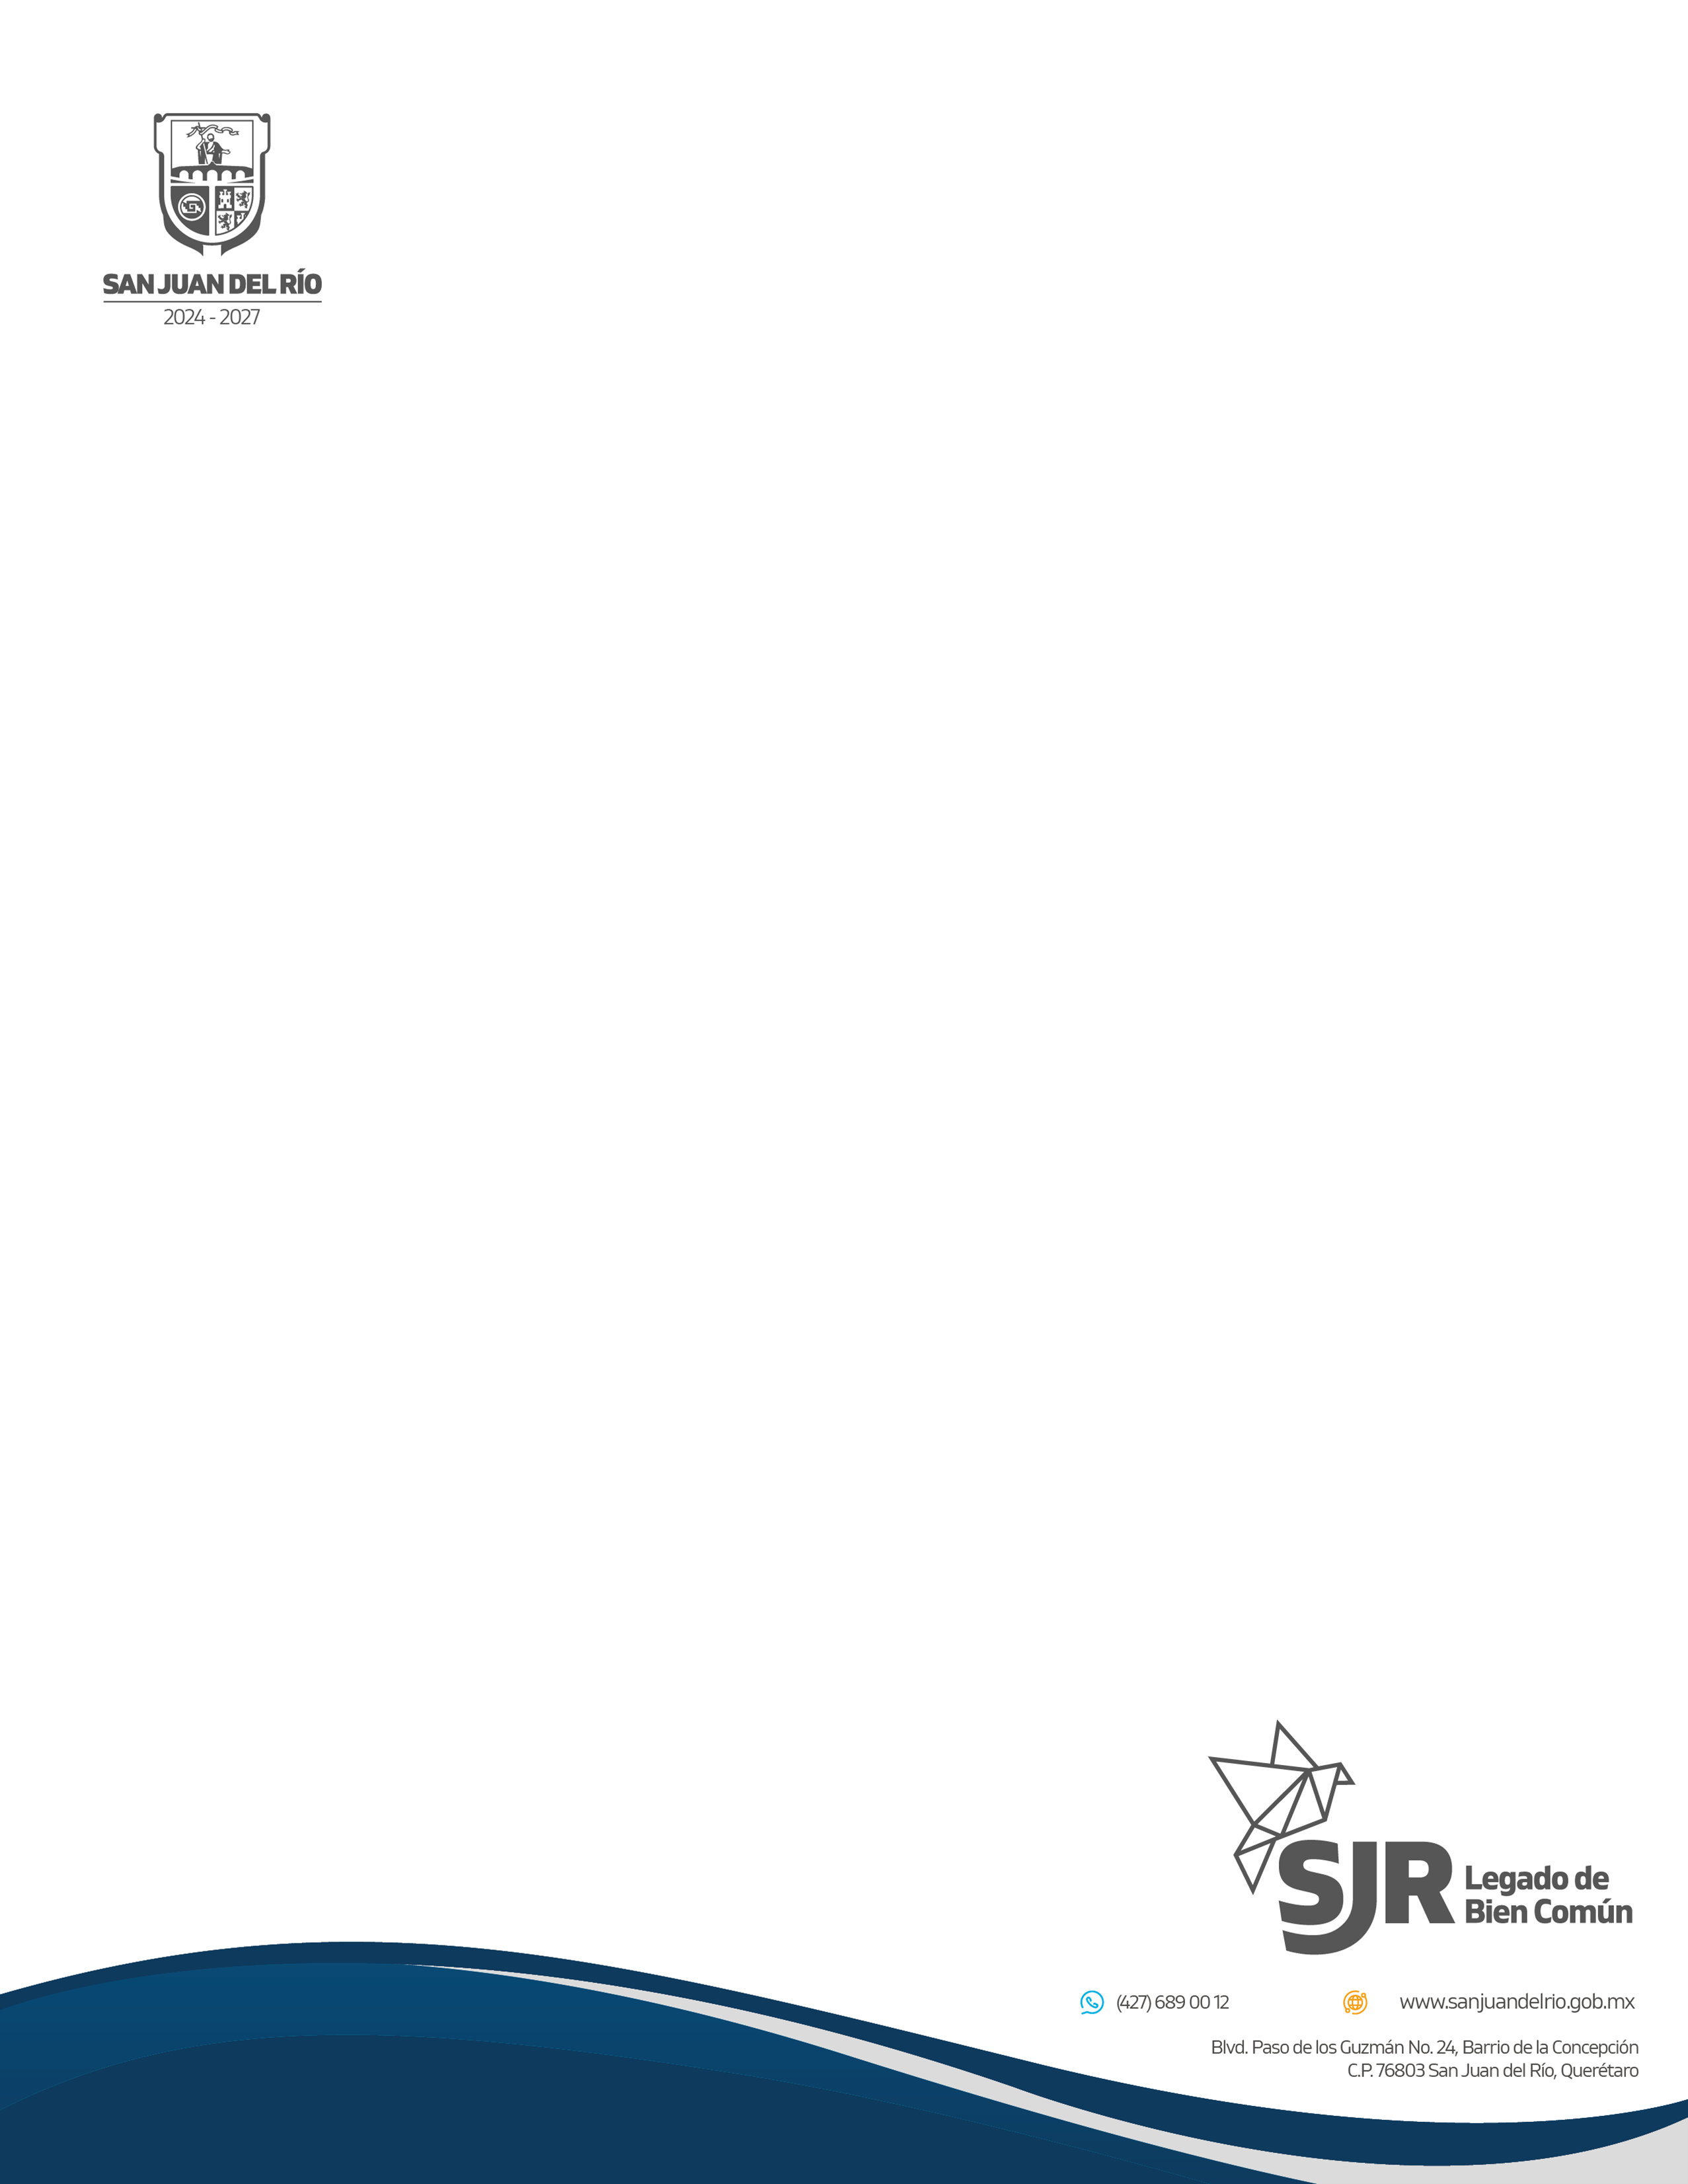 SAN JUAN DEL RÍO
2024 - 2027
SJR
Legado de
Bien Común
(427) 689 00 12
www.sanjuandelrio.gob.mx
Blvd. Paso de los Guzmán No. 24, Barrio de la Concepción
C.P. 76803 San Juan del Río, Querétaro